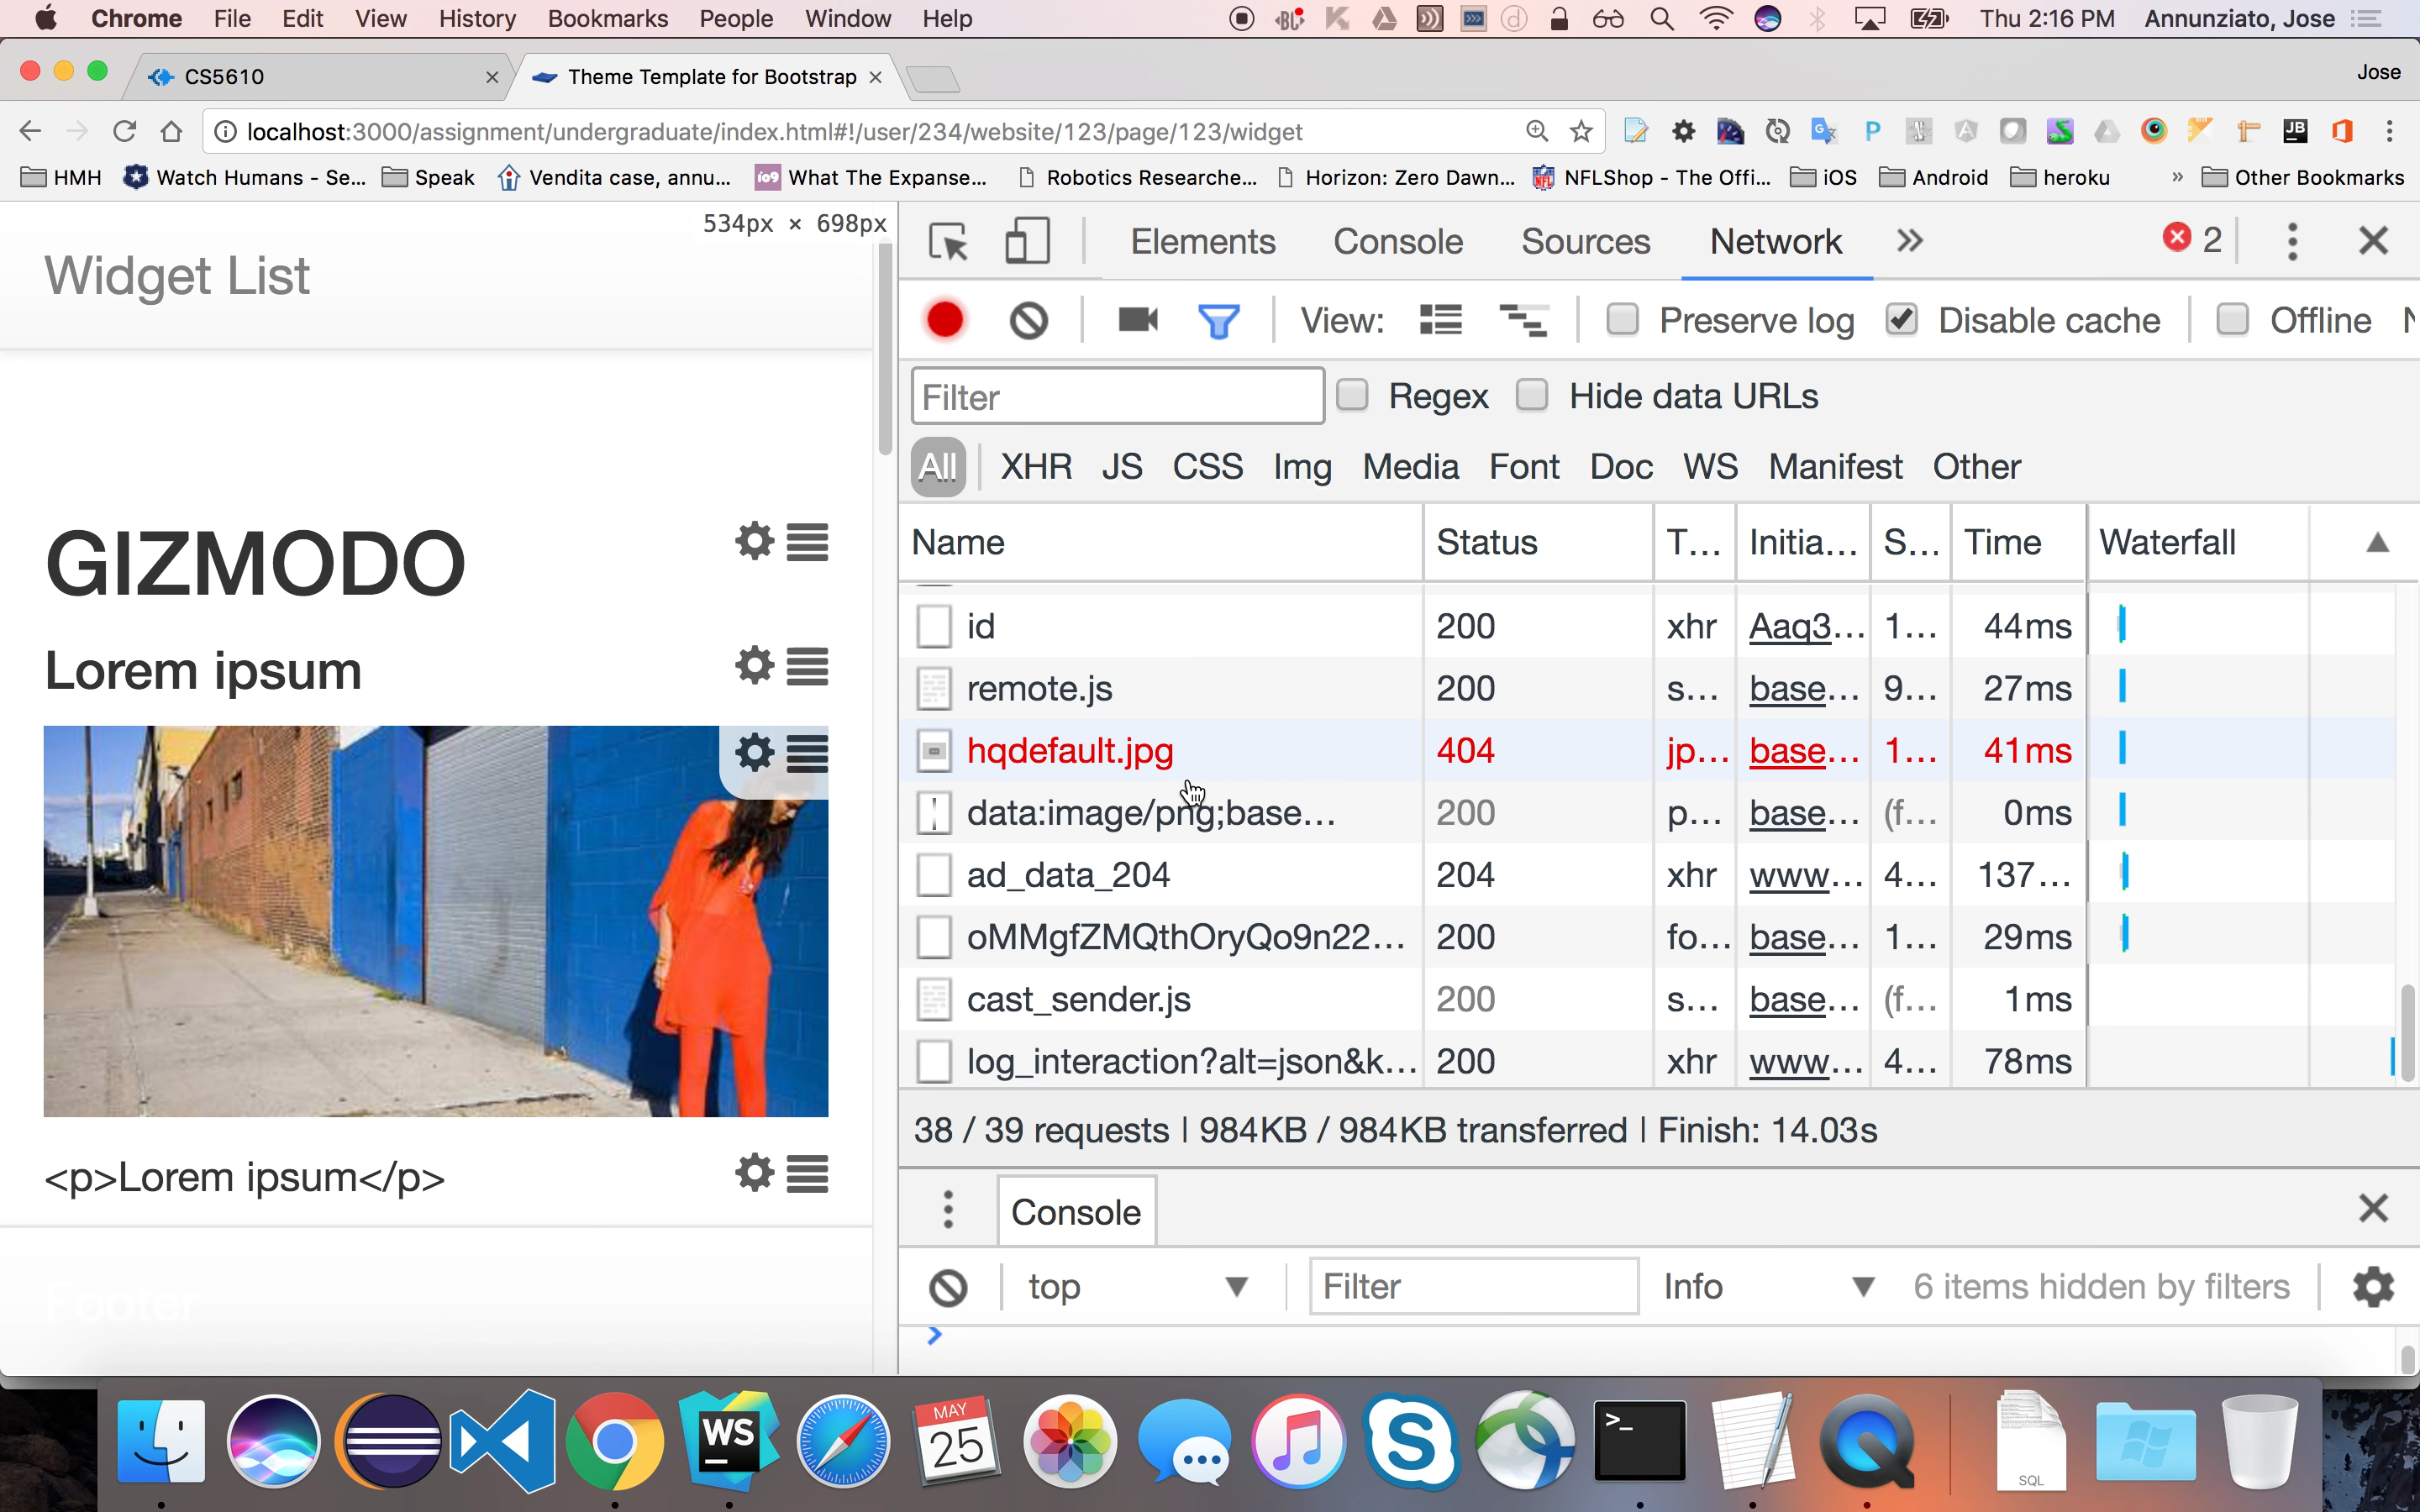 Chrome File Edit View History Bookmarks People Window Help Thu 2:16 PM Annunziato, Jose
CS5610 Theme Template for Bootstrap Jose
localhost:3000/assignment/undergraduate/index.html#!/user/234/website/123/page/123/widget
HMH Watch Humans - Se... Speak Vendita case, annu... io9 What The Expanse... Robotics Researche... Horizon: Zero Dawn... NFLShop - The Offi... iOS Android heroku » Other Bookmarks
534px × 698px
Widget List
GIZMODO
Lorem ipsum
<p>Lorem ipsum</p>
Footer
Elements Console Sources Network » 2
View: Preserve log Disable cache Offline
Filter Regex Hide data URLs
All XHR JS CSS Img Media Font Doc WS Manifest Other
Name Status T... Initia... S... Time Waterfall
id 200 xhr Aaq3... 1... 44ms
remote.js 200 s... base... 9... 27ms
hqdefault.jpg 404 jp... base... 1... 41ms
data:image/png;base... 200 p... base... (f... 0ms
ad_data_204 204 xhr www... 4... 137...
oMMgfZMQthOryQo9n22... 200 fo... base... 1... 29ms
cast_sender.js 200 s... base... (f... 1ms
log_interaction?alt=json&k... 200 xhr www... 4... 78ms
38 / 39 requests | 984KB / 984KB transferred | Finish: 14.03s
Console
top Filter Info 6 items hidden by filters
WS MAY 25 SQL